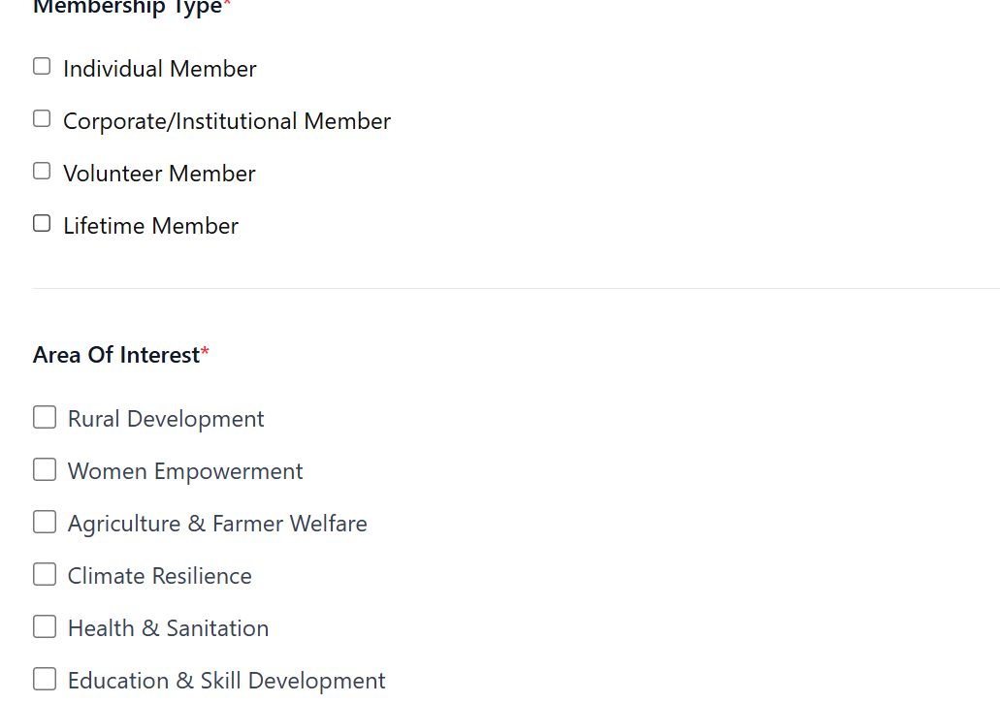 Membership Type*
Individual Member
Corporate/Institutional Member
Volunteer Member
Lifetime Member
Area Of Interest*
Rural Development
Women Empowerment
Agriculture & Farmer Welfare
Climate Resilience
Health & Sanitation
Education & Skill Development